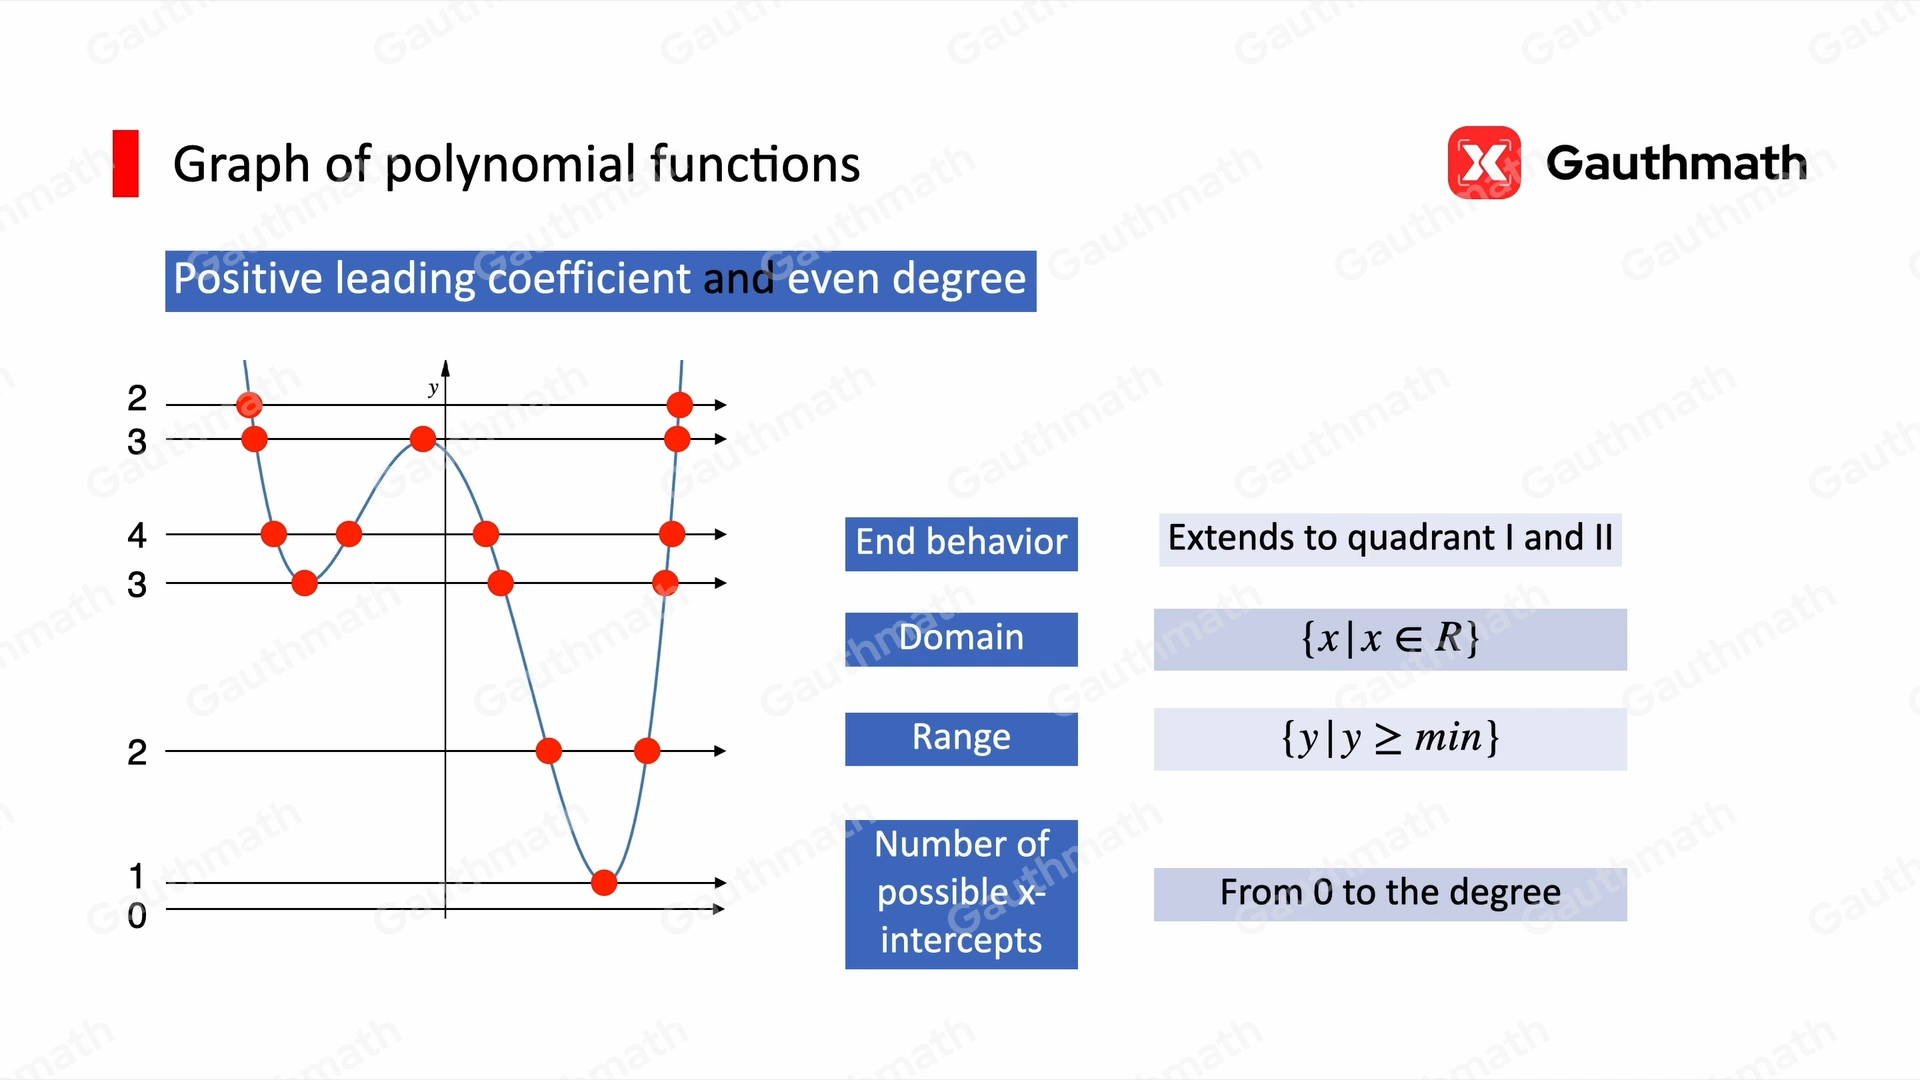 Graph of polynomial functions
Gauthmath
Positive leading coefficient and even degree
y
2
3
4
3
2
1
0
End behavior
Extends to quadrant I and II
Domain
{x|x ∈ R}
Range
{y|y ≥ min}
Number of
possible x-
intercepts
From 0 to the degree